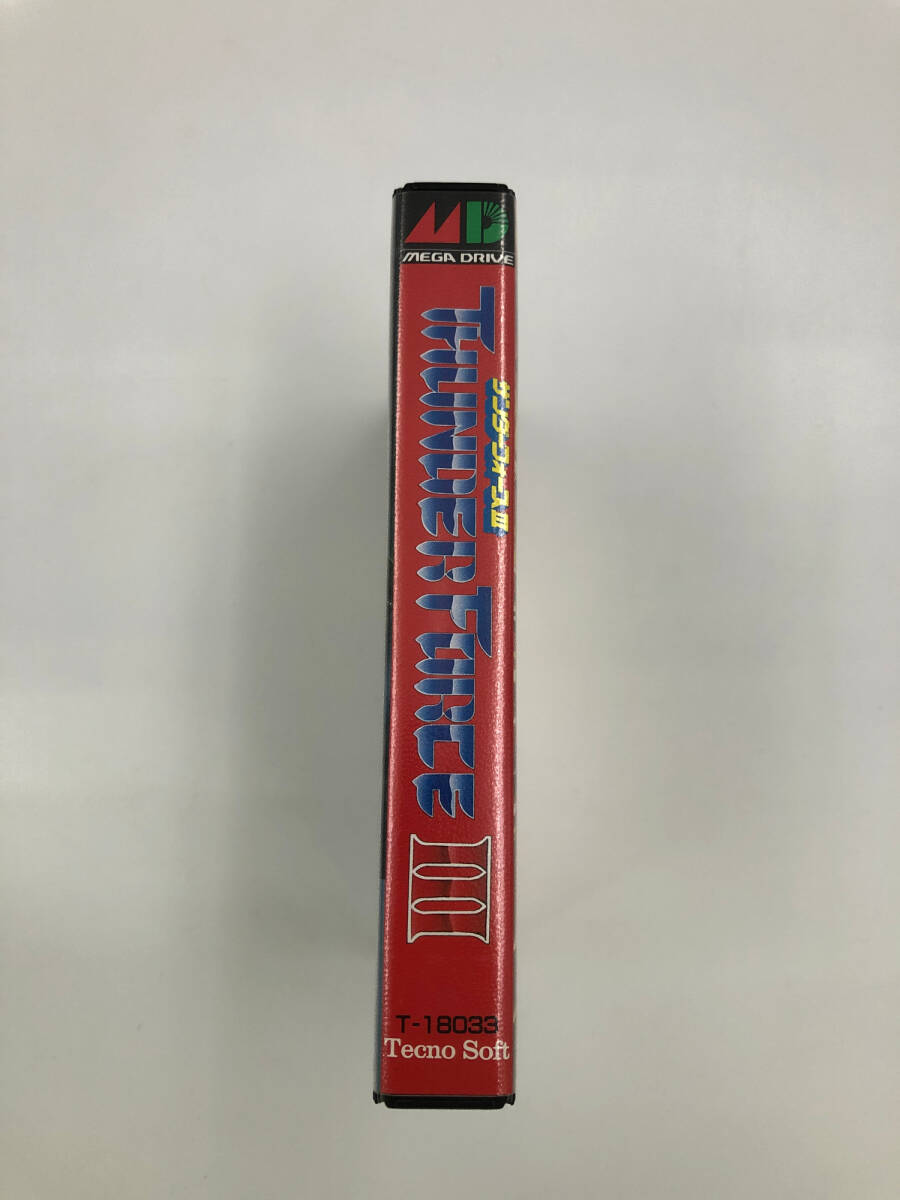 MD
MEGA DRIVE
THUNDER FORCE III
サンダーフォースIII
T-18033
Tecno Soft